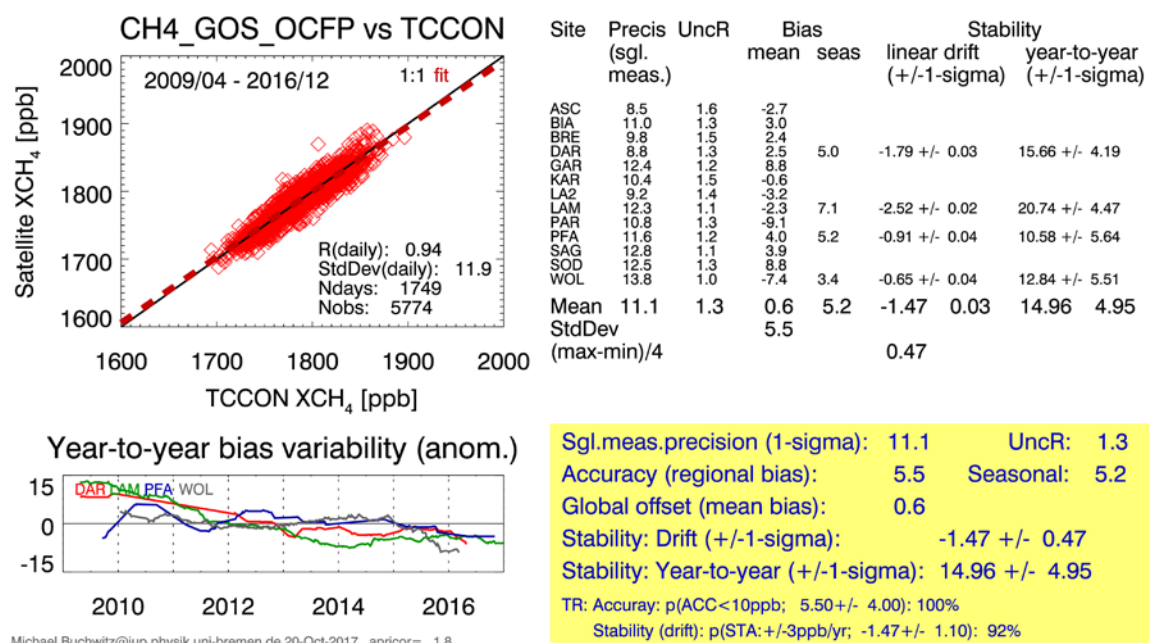 CH4_GOS_OCFP vs TCCON
2009/04 - 2016/12
1:1 fit
Satellite XCH4 [ppb]
2000
1900
1800
1700
1600
R(daily): 0.94
StdDev(daily): 11.9
Ndays: 1749
Nobs: 5774
1600 1700 1800 1900 2000
TCCON XCH4 [ppb]
Site Precis UncR Bias Stability
(sgl. mean seas linear drift year-to-year
meas.) (+/-1-sigma) (+/-1-sigma)
ASC 8.5 1.6 -2.7
BIA 11.0 1.3 3.0
BRE 9.8 1.5 2.4
DAR 8.8 1.3 2.5 5.0 -1.79 +/- 0.03 15.66 +/- 4.19
GAR 12.4 1.2 8.8
KAR 10.4 1.5 -0.6
LA2 9.2 1.4 -3.2
LAM 12.3 1.1 -2.3 7.1 -2.52 +/- 0.02 20.74 +/- 4.47
PAR 10.8 1.3 -9.1
PFA 11.6 1.2 4.0 5.2 -0.91 +/- 0.04 10.58 +/- 5.64
SAG 12.8 1.1 3.9
SOD 12.5 1.3 8.8
WOL 13.8 1.0 -7.4 3.4 -0.65 +/- 0.04 12.84 +/- 5.51
Mean 11.1 1.3 0.6 5.2 -1.47 0.03 14.96 4.95
StdDev 5.5
(max-min)/4 0.47
Year-to-year bias variability (anom.)
15
0
-15
DAR LAM PFA WOL
2010 2012 2014 2016
Sgl.meas.precision (1-sigma): 11.1 UncR: 1.3
Accuracy (regional bias): 5.5 Seasonal: 5.2
Global offset (mean bias): 0.6
Stability: Drift (+/-1-sigma): -1.47 +/- 0.47
Stability: Year-to-year (+/-1-sigma): 14.96 +/- 4.95
TR: Accuray: p(ACC<10ppb; 5.50+/- 4.00): 100%
Stability (drift): p(STA:+/-3ppb/yr; -1.47+/- 1.10): 92%
Michael.Buchwitz@iup.physik.uni-bremen.de 20-Oct-2017 apricor= 1.8